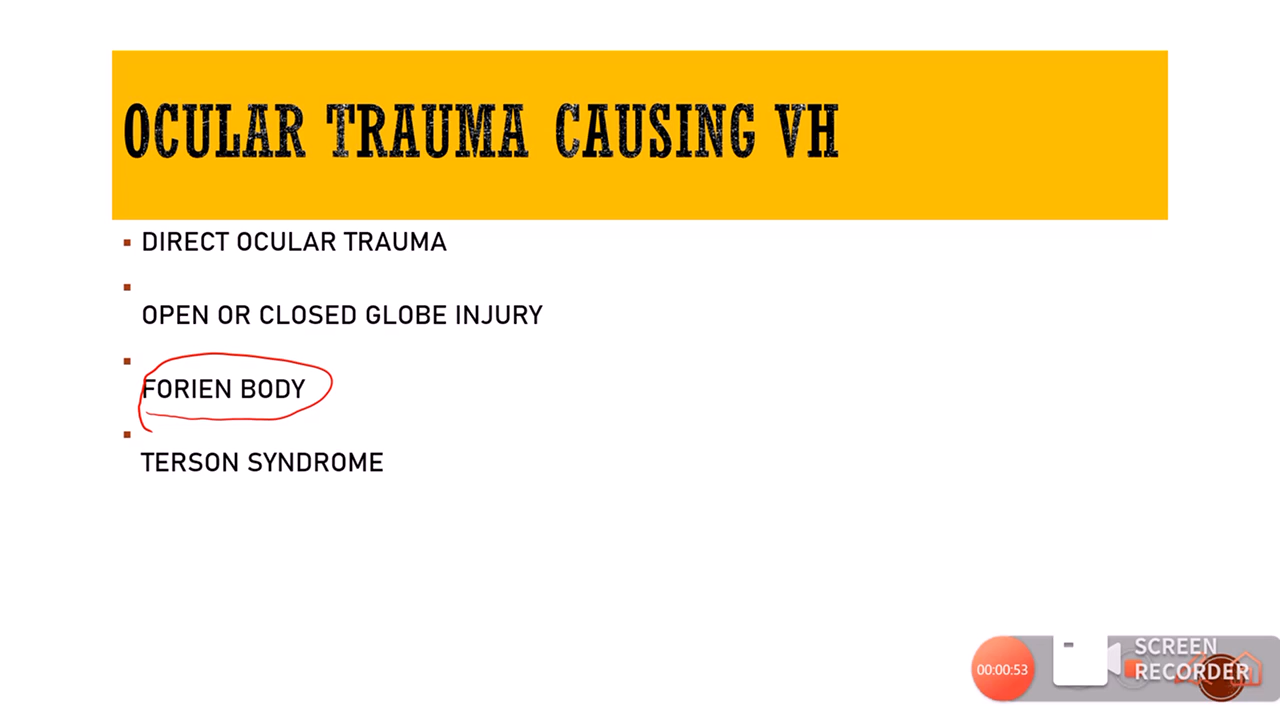 OCULAR TRAUMA CAUSING VH
DIRECT OCULAR TRAUMA
OPEN OR CLOSED GLOBE INJURY
FORIEN BODY
TERSON SYNDROME
00:00:53
SCREEN
RECORDER